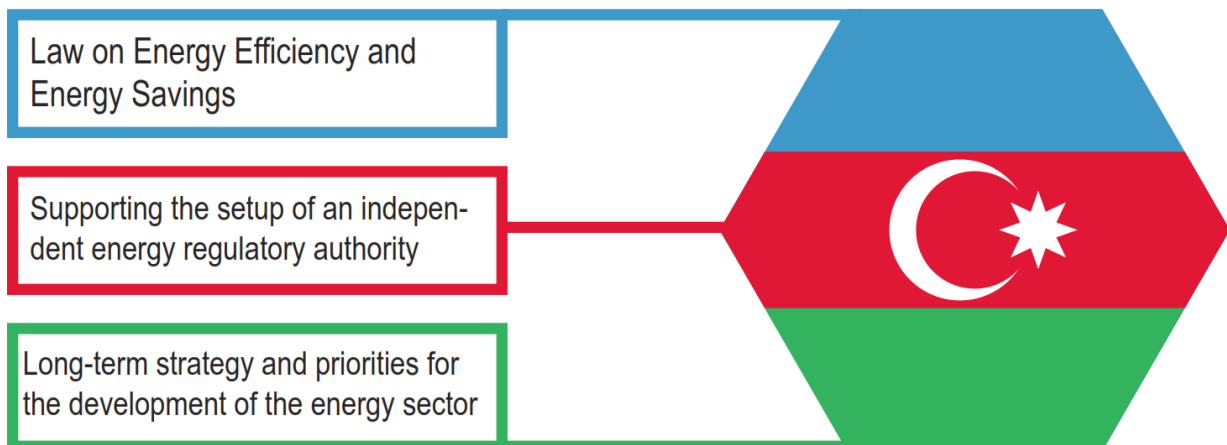 Law on Energy Efficiency and
Energy Savings
Supporting the setup of an indepen-
dent energy regulatory authority
Long-term strategy and priorities for
the development of the energy sector